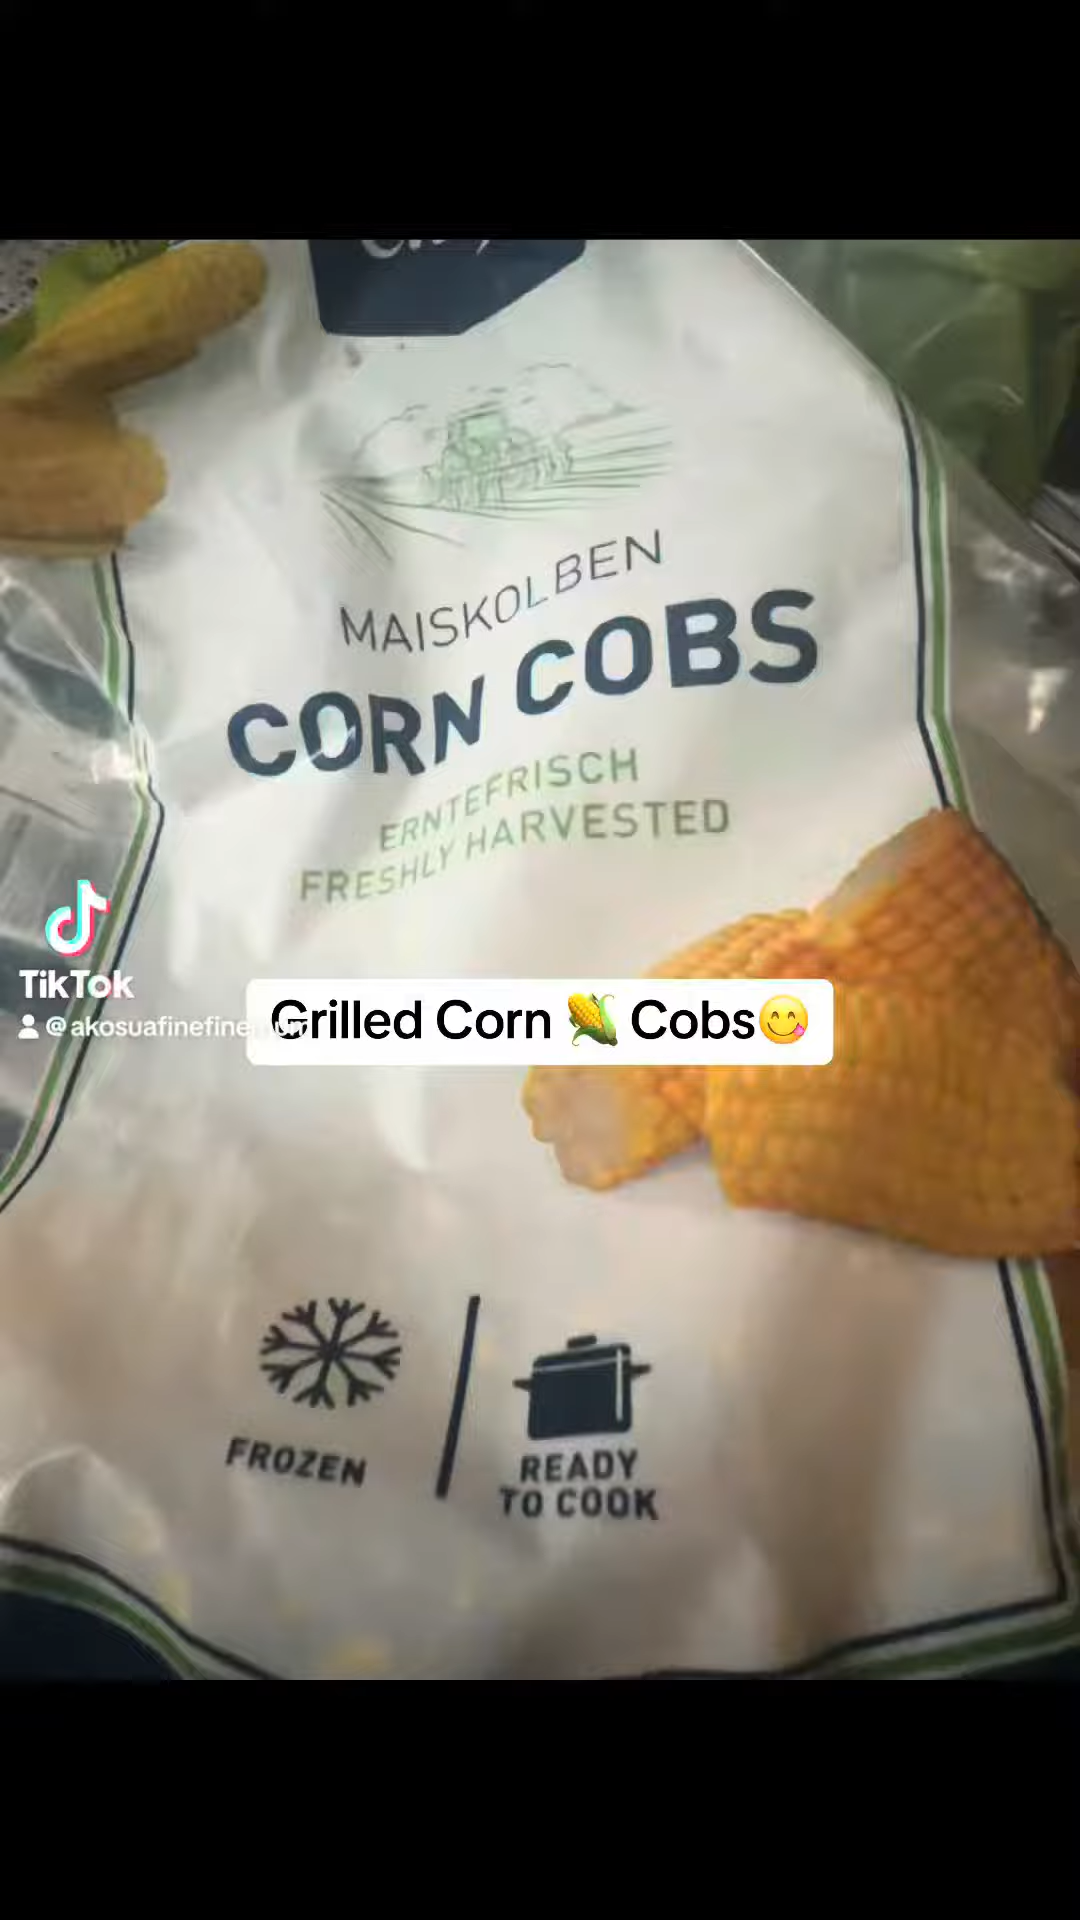 MAISKOLBEN
CORN COBS
ERNTEFRISCH
FRESHLY HARVESTED
TikTok
Grilled Corn 🌽 Cobs😋
FROZEN
READY
TO COOK